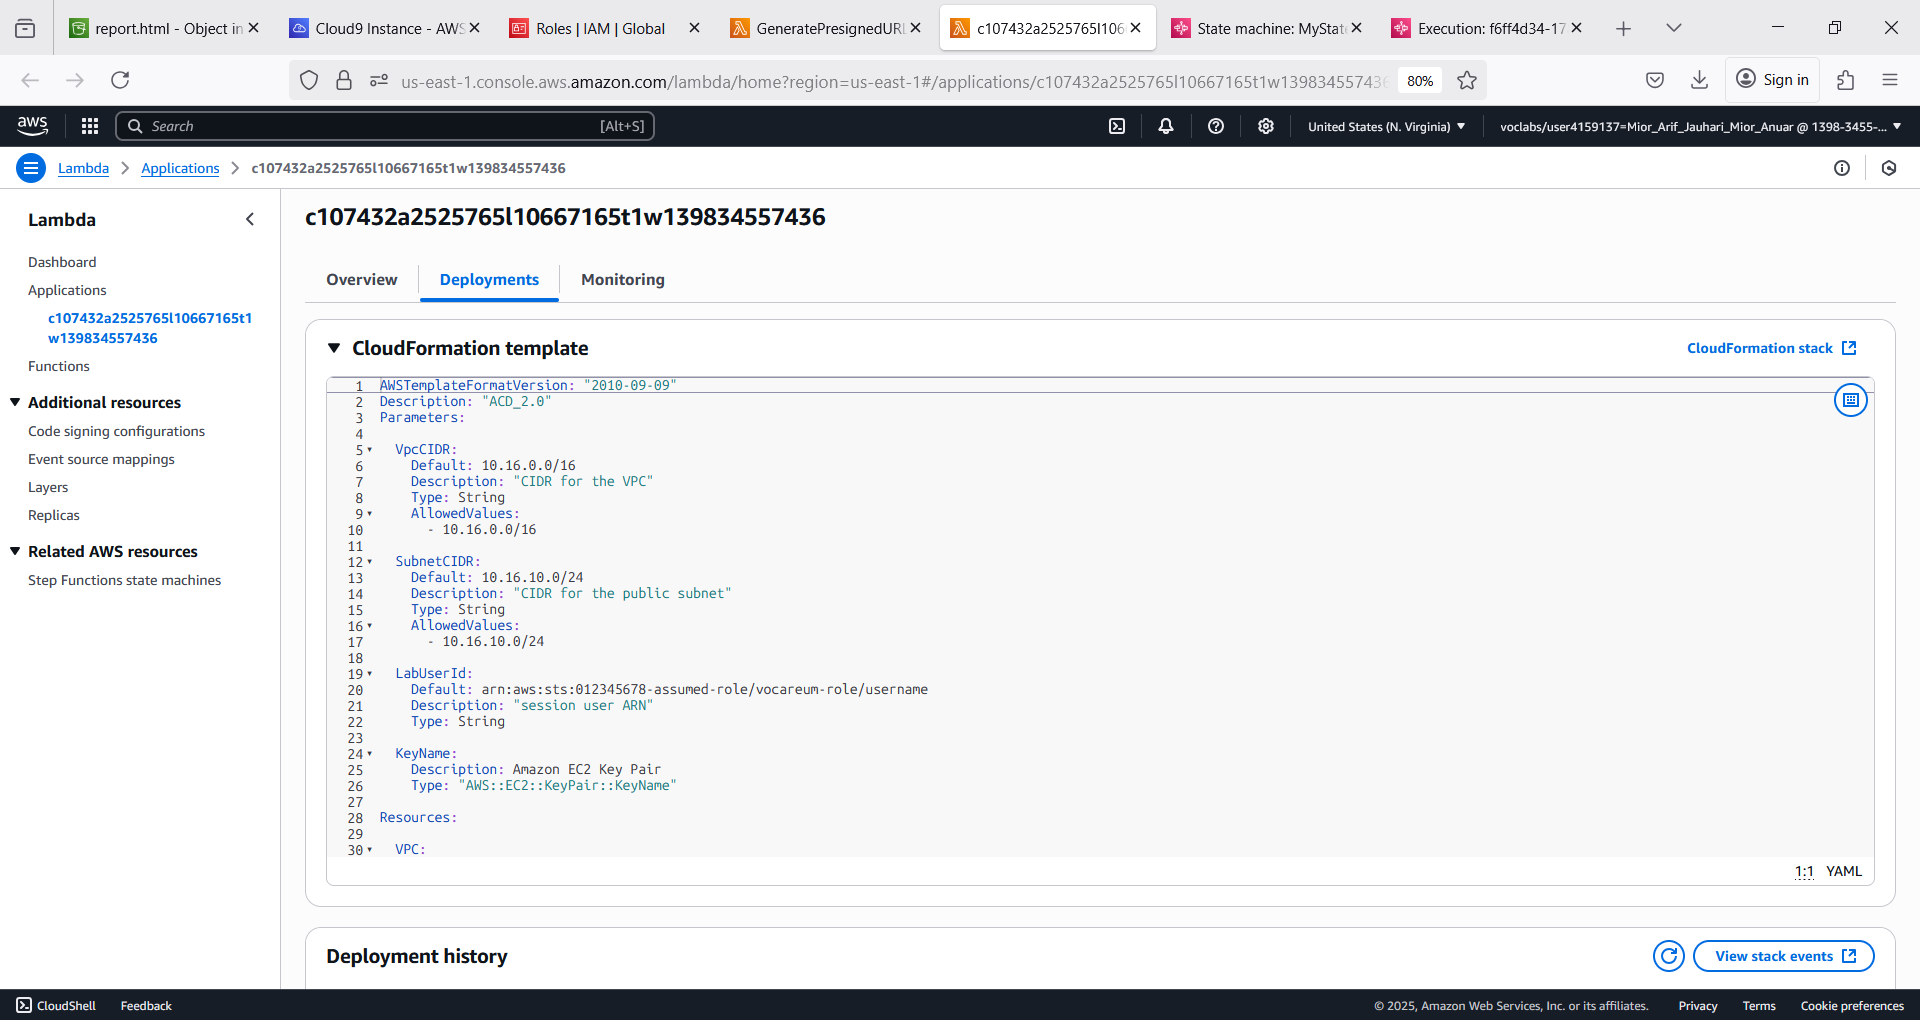 report.html - Object in
Cloud9 Instance - AWS
Roles | IAM | Global
GeneratePresignedURL
c107432a2525765l106
State machine: MyState
Execution: f6ff4d34-17
us-east-1.console.aws.amazon.com/lambda/home?region=us-east-1#/applications/c107432a2525765l10667165t1w139834557436
80%
Sign in
aws
Search
[Alt+S]
United States (N. Virginia)
voclabs/user4159137=Mior_Arif_Jauhari_Mior_Anuar @ 1398-3455-...
Lambda
Applications
c107432a2525765l10667165t1w139834557436
Lambda
Dashboard
Applications
c107432a2525765l10667165t1
w139834557436
Functions
Additional resources
Code signing configurations
Event source mappings
Layers
Replicas
Related AWS resources
Step Functions state machines
c107432a2525765l10667165t1w139834557436
Overview
Deployments
Monitoring
CloudFormation template
CloudFormation stack
1 AWSTemplateFormatVersion: "2010-09-09"
2 Description: "ACD_2.0"
3 Parameters:
4
5 VpcCIDR:
6 Default: 10.16.0.0/16
7 Description: "CIDR for the VPC"
8 Type: String
9 AllowedValues:
10 - 10.16.0.0/16
11
12 SubnetCIDR:
13 Default: 10.16.10.0/24
14 Description: "CIDR for the public subnet"
15 Type: String
16 AllowedValues:
17 - 10.16.10.0/24
18
19 LabUserId:
20 Default: arn:aws:sts:012345678-assumed-role/vocareum-role/username
21 Description: "session user ARN"
22 Type: String
23
24 KeyName:
25 Description: Amazon EC2 Key Pair
26 Type: "AWS::EC2::KeyPair::KeyName"
27
28 Resources:
29
30 VPC:
1:1 YAML
Deployment history
View stack events
CloudShell
Feedback
© 2025, Amazon Web Services, Inc. or its affiliates.
Privacy
Terms
Cookie preferences